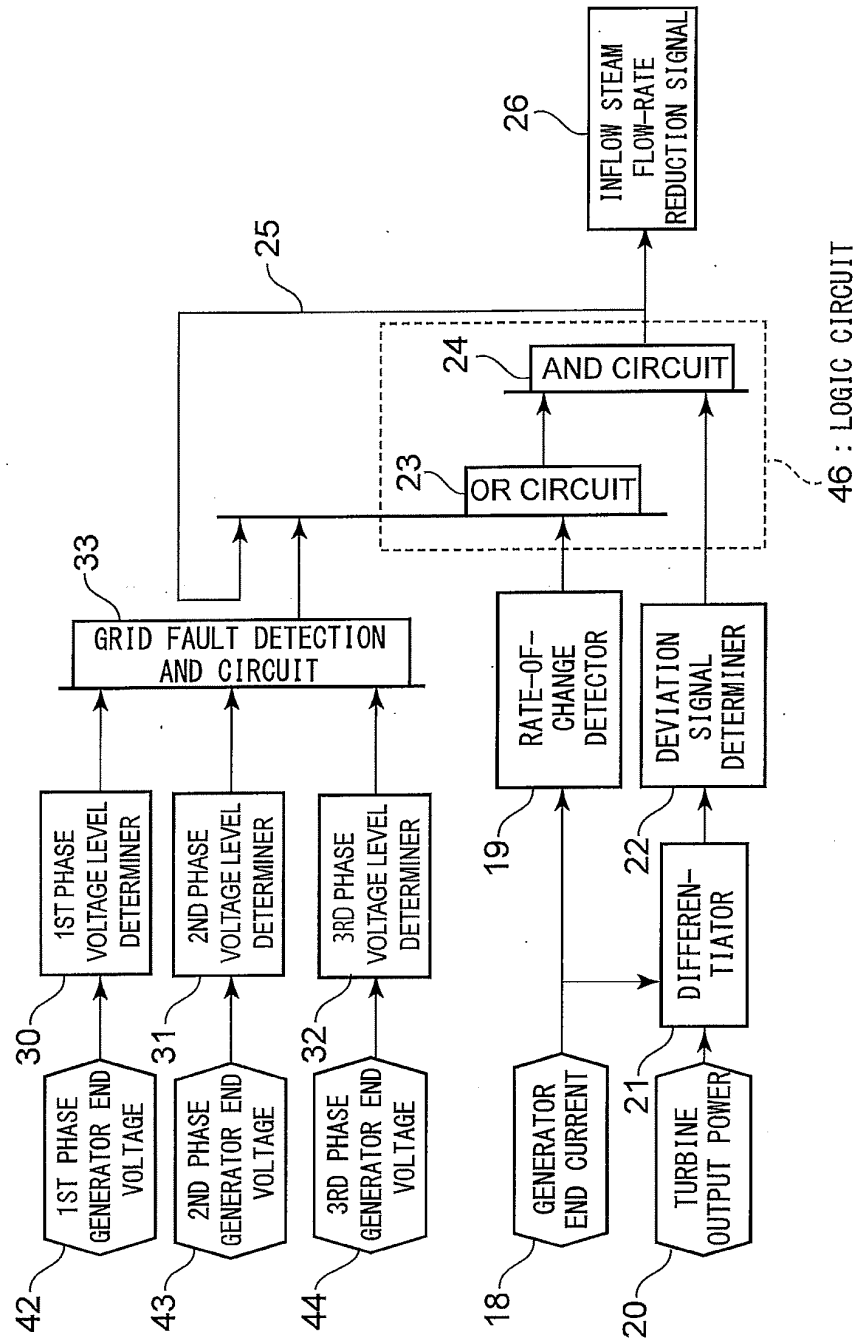 42
1ST PHASE
GENERATOR END
VOLTAGE
30
1ST PHASE
VOLTAGE LEVEL
DETERMINER
43
2ND PHASE
GENERATOR END
VOLTAGE
31
2ND PHASE
VOLTAGE LEVEL
DETERMINER
44
3RD PHASE
GENERATOR END
VOLTAGE
32
3RD PHASE
VOLTAGE LEVEL
DETERMINER
33
GRID FAULT DETECTION
AND CIRCUIT
25
18
GENERATOR
END CURRENT
19
RATE-OF-
CHANGE
DETECTOR
23
OR CIRCUIT
24
AND CIRCUIT
26
INFLOW STEAM
FLOW-RATE
REDUCTION SIGNAL
20
TURBINE
OUTPUT POWER
21
DIFFEREN-
TIATOR
22
DEVIATION
SIGNAL
DETERMINER
46 : LOGIC CIRCUIT